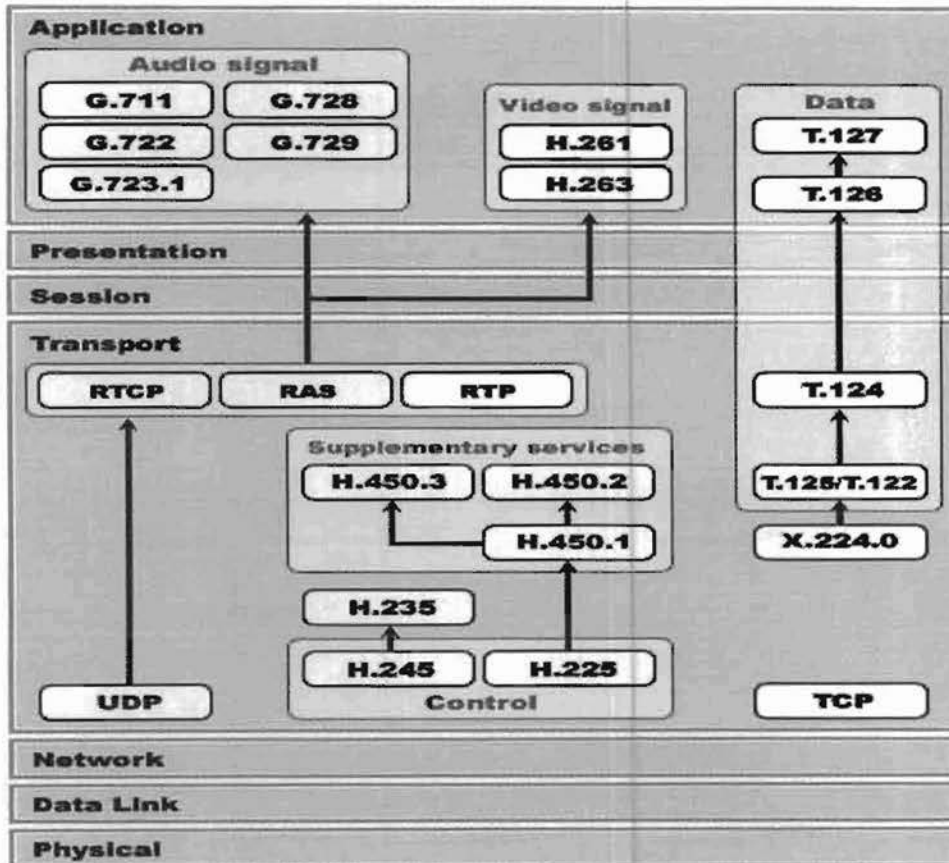 Application
Audio signal
G.711
G.728
G.722
G.729
G.723.1
Video signal
H.261
H.263
Data
T.127
T.126
Presentation
Session
Transport
RTCP
RAS
RTP
T.124
Supplementary services
H.450.3
H.450.2
H.450.1
T.125/T.122
X.224.0
H.235
H.245
H.225
Control
UDP
TCP
Network
Data Link
Physical